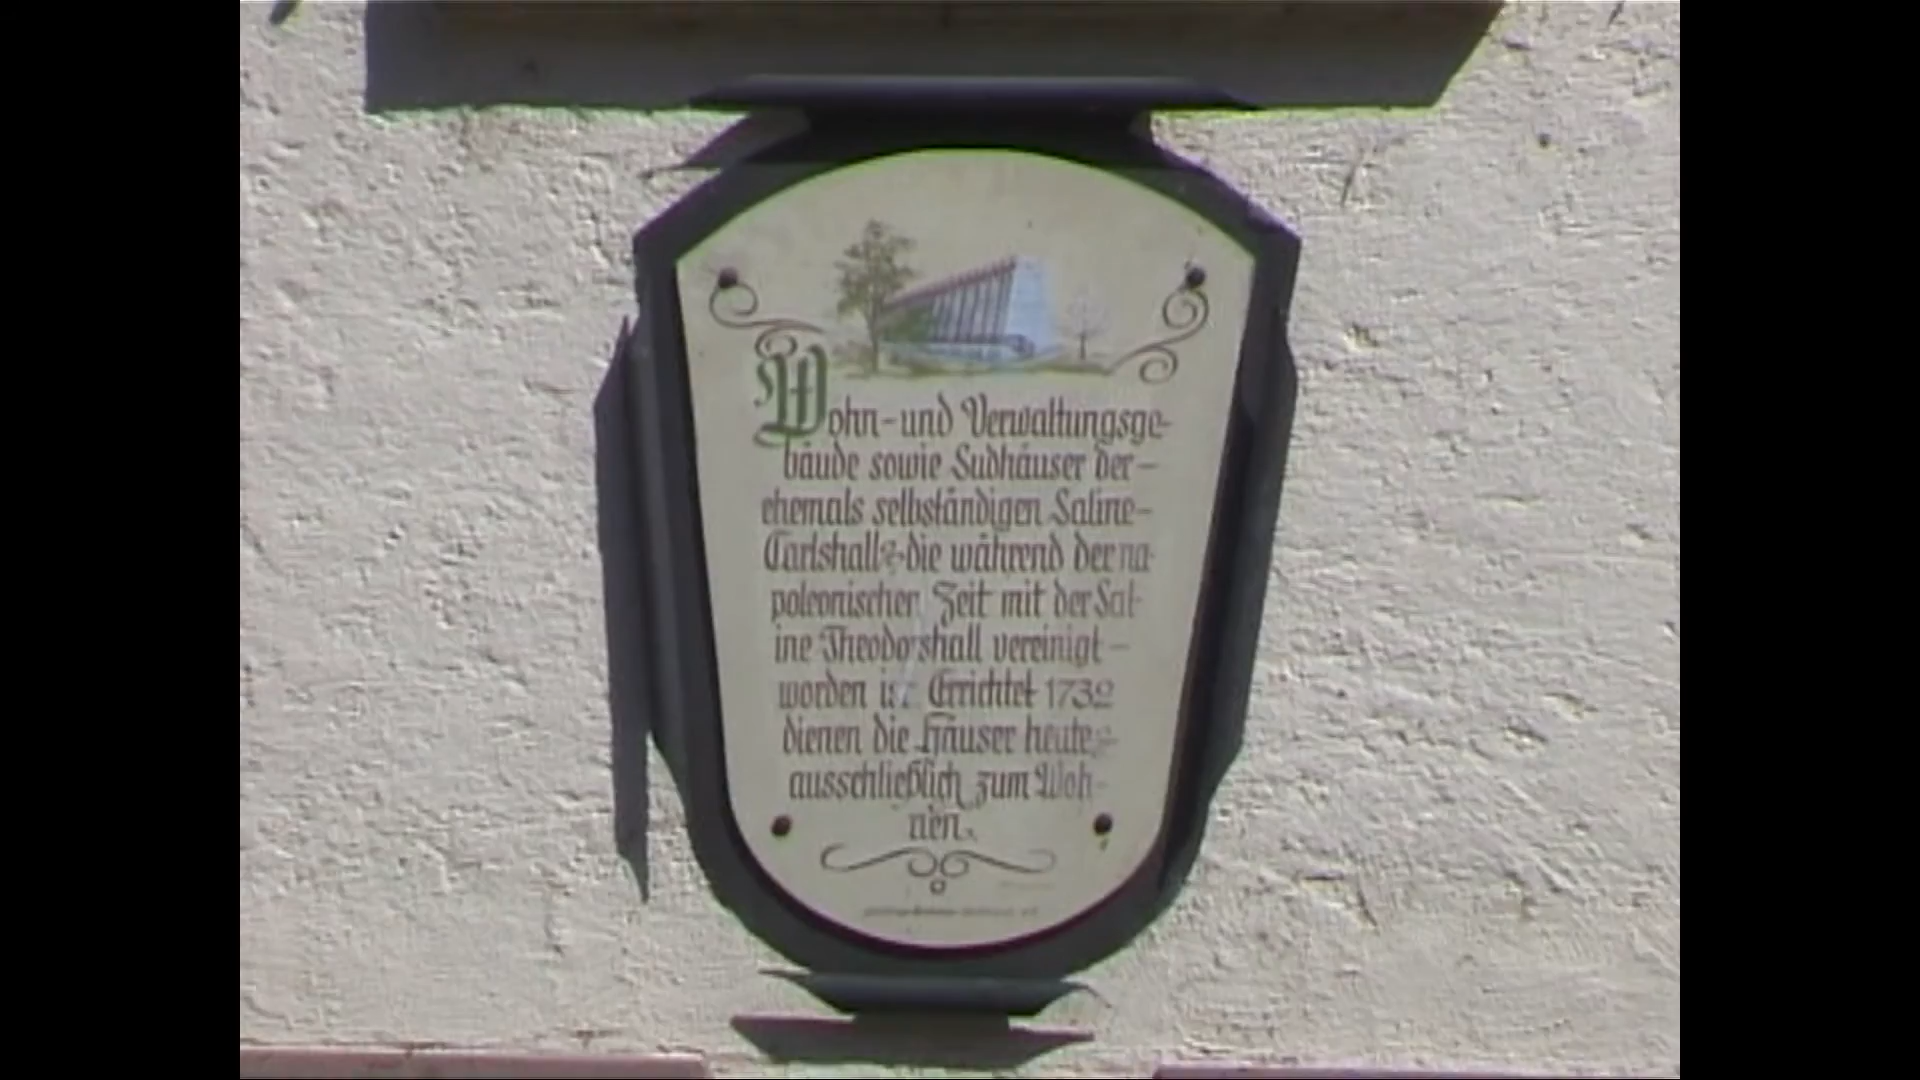 Wohn-und Verwaltungsge-
bäude sowie Sudhäuser der-
ehemals selbständigen Saline-
Carlshall-die während der na-
poleonischer Zeit mit der Sal-
ine Theodorshall vereinigt-
worden ist Errichtet 1732
dienen die Häuser heute-
ausschließlich zum Woh-
nen.